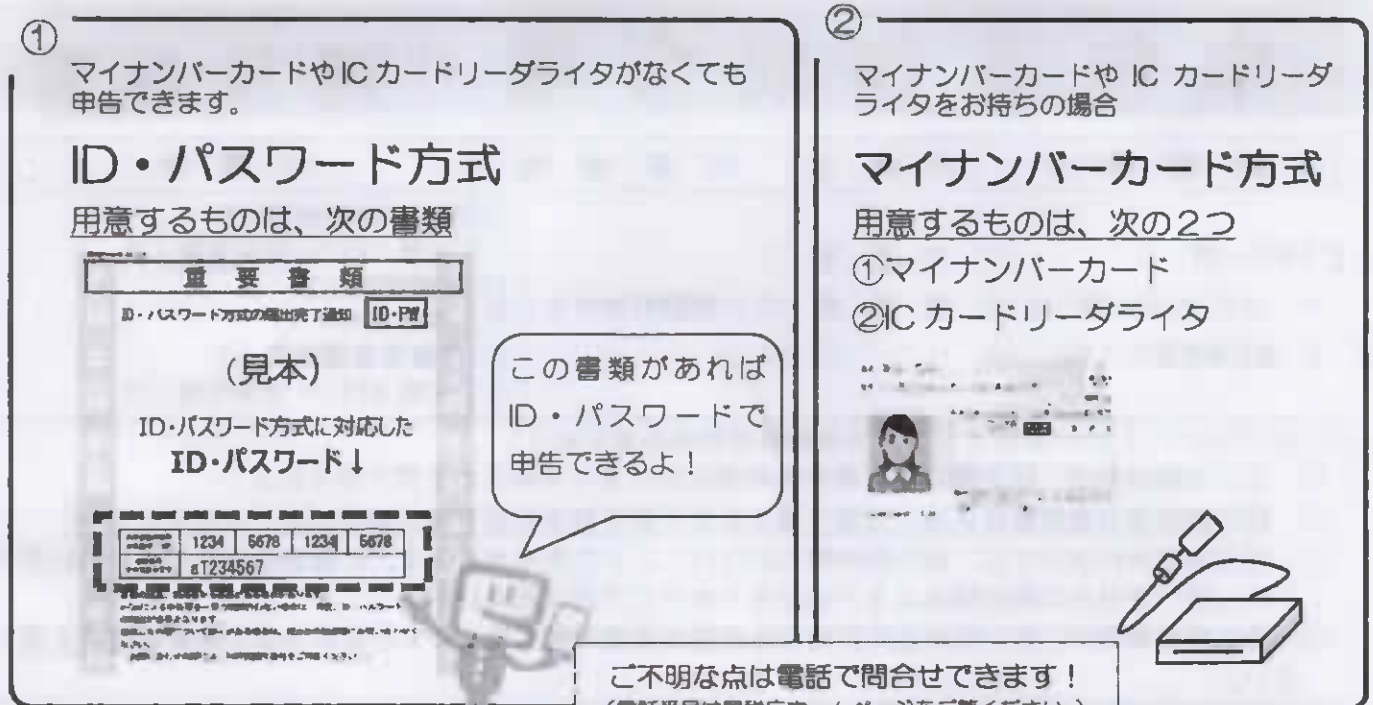 ①
マイナンバーカードやICカードリーダライタがなくても
申告できます。
ID・パスワード方式
用意するものは、次の書類
重要書類
ID・パスワード方式の届出完了通知 ID・PW
(見本)
ID・パスワード方式に対応した
ID・パスワード↓
1234 5678 1234 5678
aT234567
この書類があれば
ID・パスワードで
申告できるよ！
②
マイナンバーカードや IC カードリーダ
ライタをお持ちの場合
マイナンバーカード方式
用意するものは、次の2つ
①マイナンバーカード
②ICカードリーダライタ
ご不明な点は電話で問合せできます！